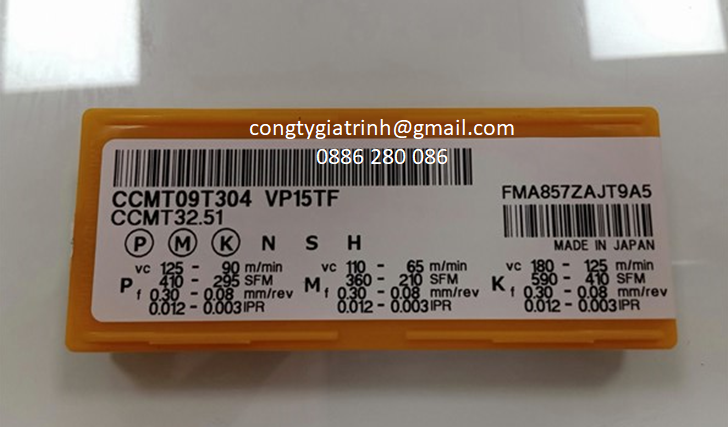 congtygiatrinh@gmail.com
0886 280 086
CCMT09T304 VP15TF
CCMT32.51
FMA857ZAJT9A5
MADE IN JAPAN
P M K N S H
P vc 125 - 90 m/min
410 - 295 SFM
f 0.30 - 0.08 mm/rev
0.012 - 0.003 IPR
M vc 110 - 65 m/min
360 - 210 SFM
f 0.30 - 0.08 mm/rev
0.012 - 0.003 IPR
K vc 180 - 125 m/min
590 - 410 SFM
f 0.30 - 0.08 mm/rev
0.012 - 0.003 IPR